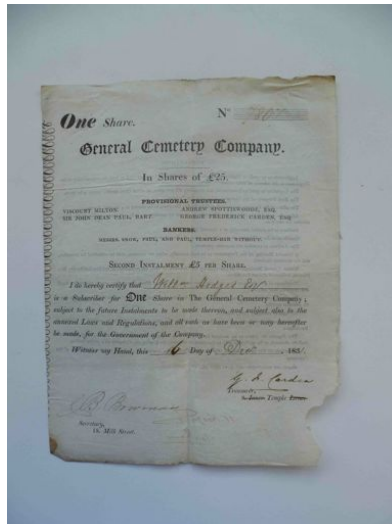 One Share. No
General Cemetery Company.
In Shares of £25.
PROVISIONAL TRUSTEES,
VISCOUNT MILTON ANDREW SPOTTISWOODE, ESQ.
SIR JOHN DEAN PAUL, BART GEORGE FREDERICK CARDEN, ESQ.
BANKERS.
SNOW, PAUL, AND PAUL, TEMPLE-BAR WITHOUT.
SECOND INSTALMENT £5 PER SHARE.
I do hereby certify that Hodges Esqr
is a Subscriber for ONE Share in The General Cemetery Company;
subject to the future Instalments to be made thereon, and subject also to the
annexed Laws and Regulations, and all such as have been or may hereafter
be made, for the Government of the Company.
Witness my Hand, this 16 Day of 183
G. F. Carden
Treasurer,
Temple
Bowman
Secretary,
Mill Street.